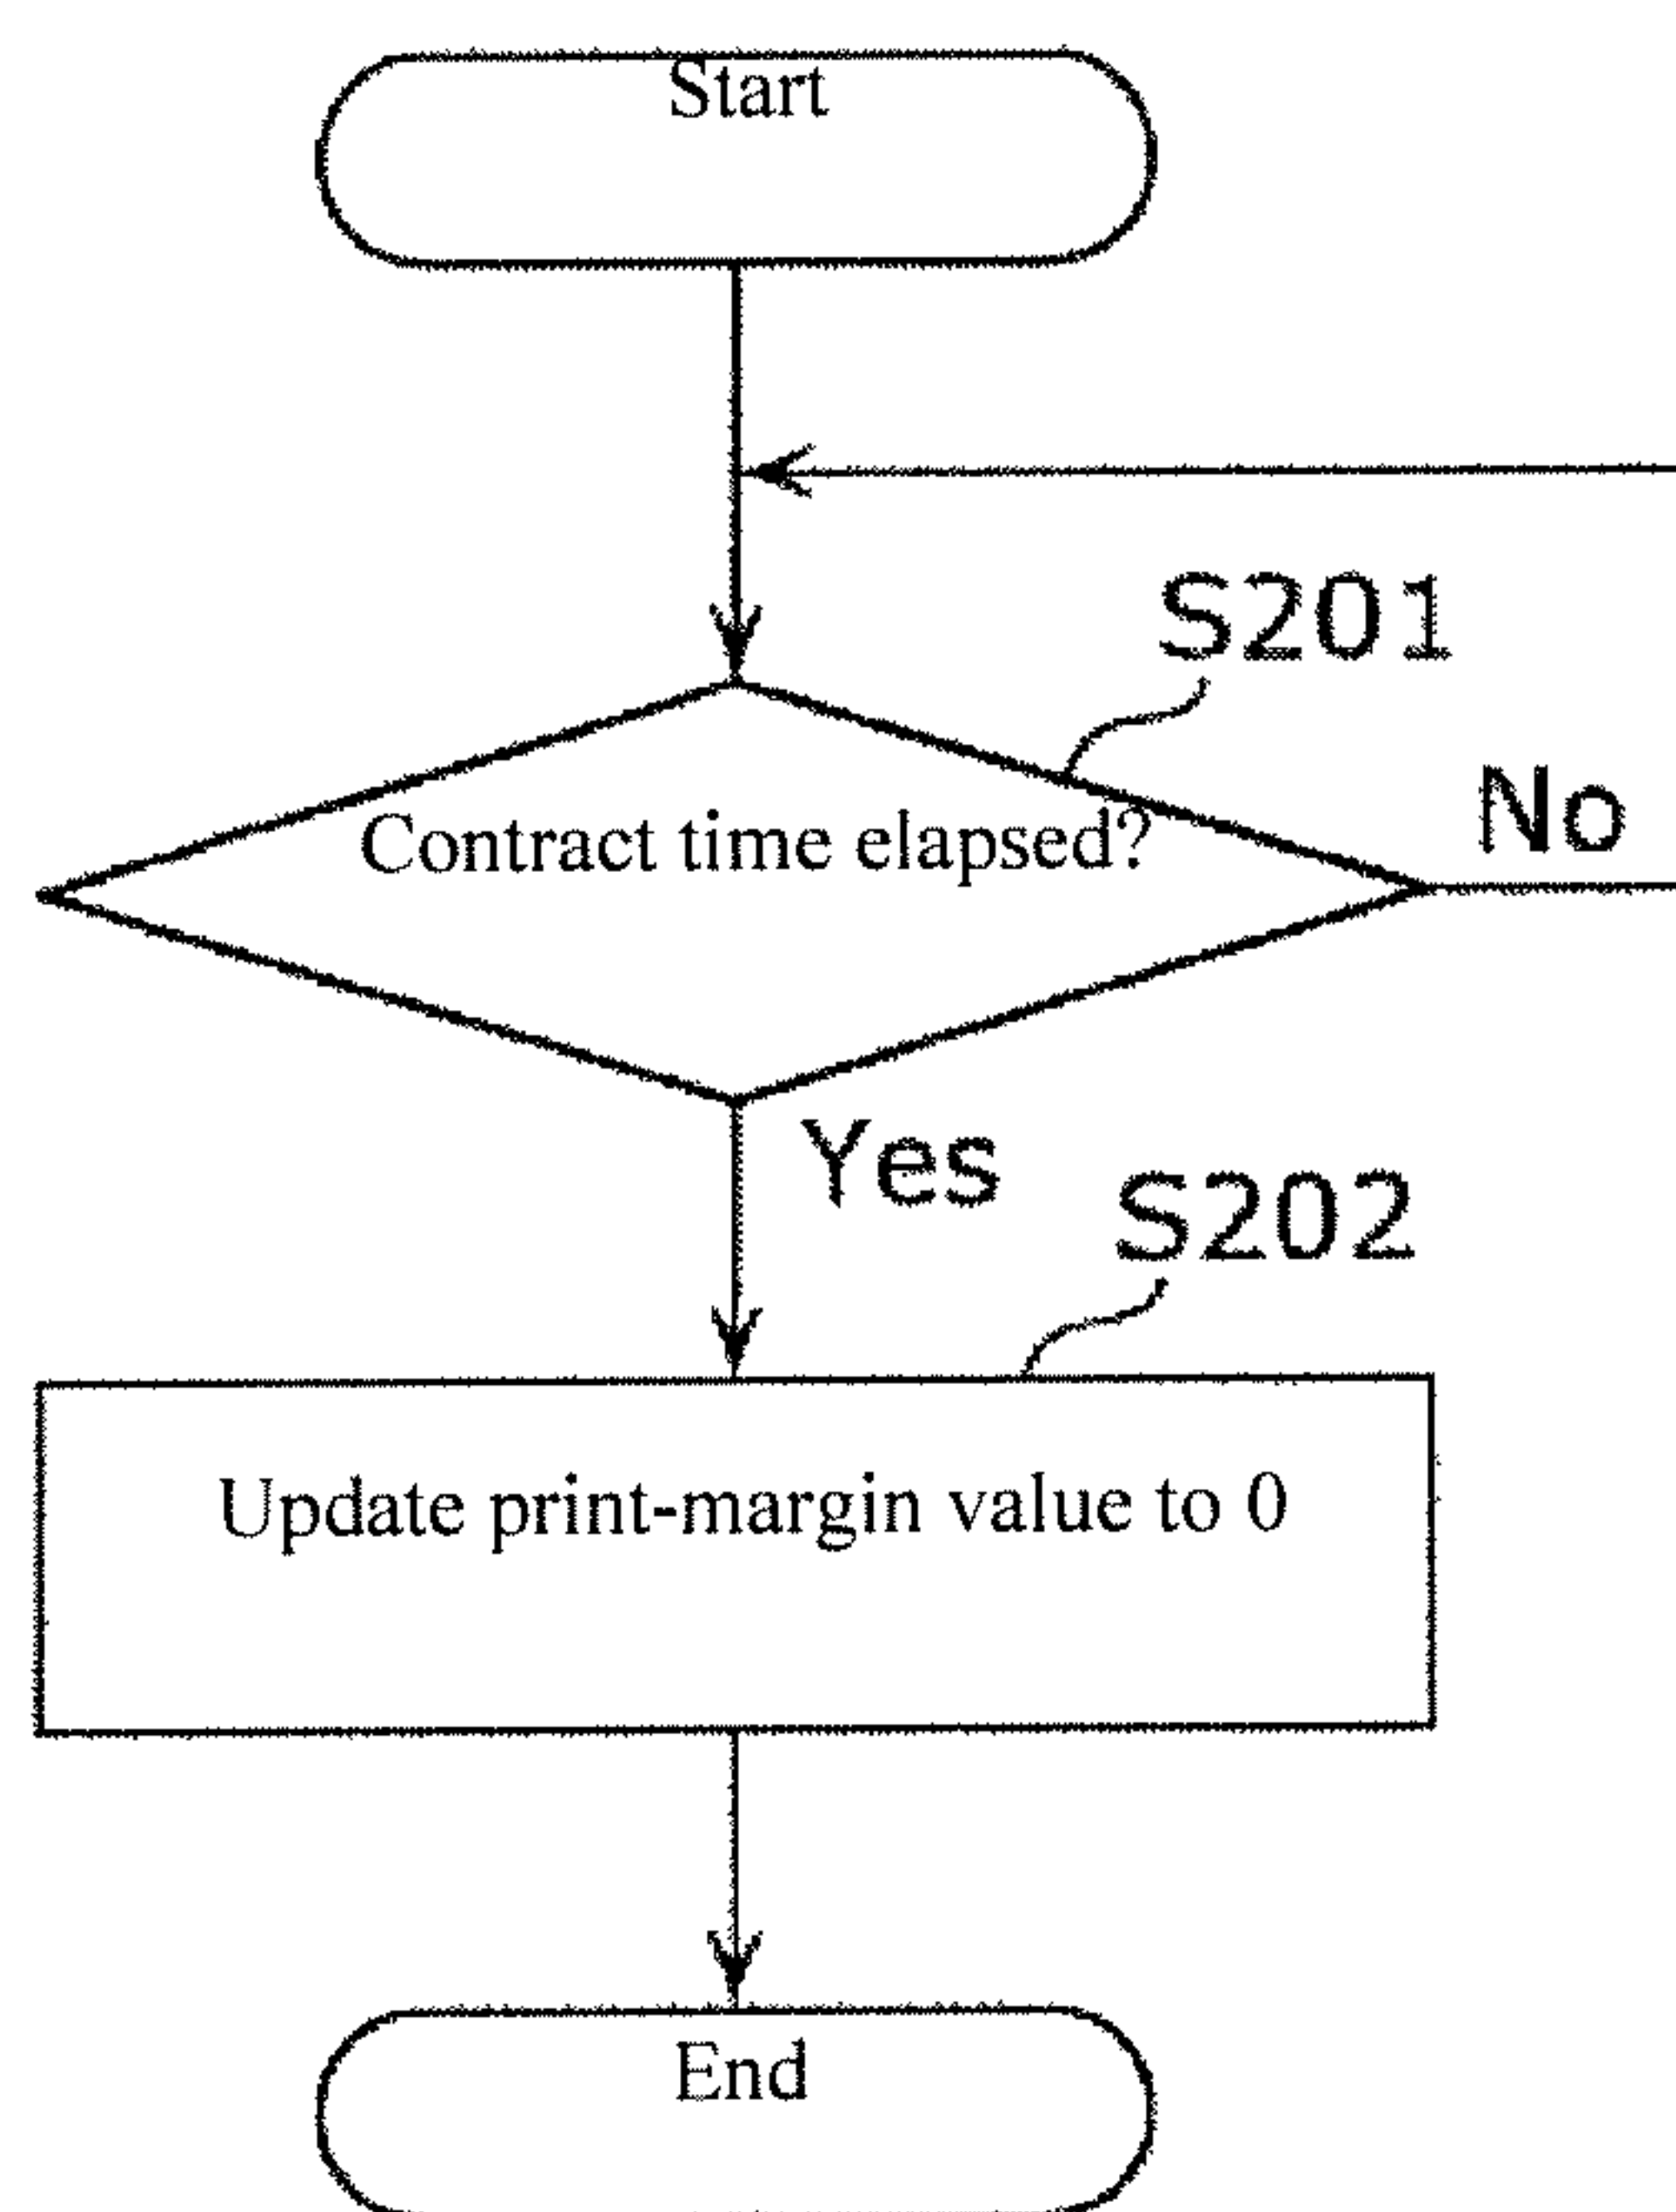 Start
S201
Contract time elapsed?
No
Yes
S202
Update print-margin value to 0
End